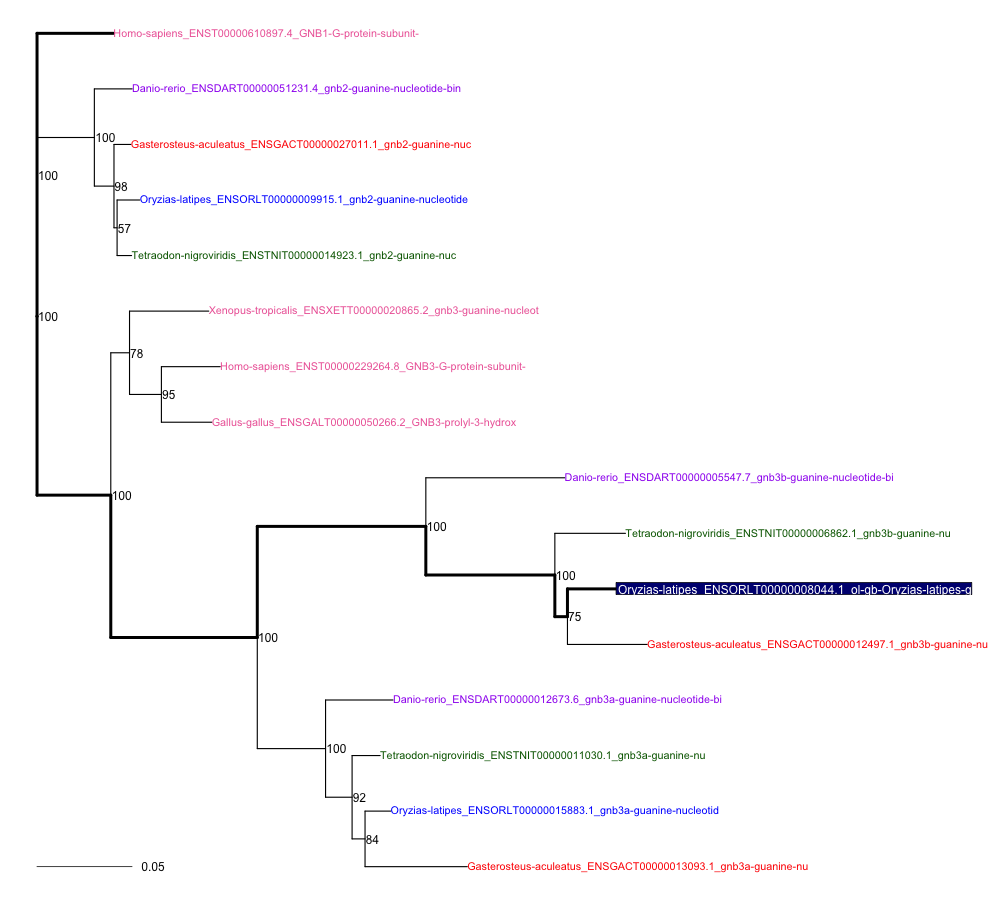 Homo-sapiens_ENST00000610897.4_GNB1-G-protein-subunit-
Danio-rerio_ENSDART00000051231.4_gnb2-guanine-nucleotide-bin
100
Gasterosteus-aculeatus_ENSGACT00000027011.1_gnb2-guanine-nuc
100
98
Oryzias-latipes_ENSORLT00000009915.1_gnb2-guanine-nucleotide
57
Tetraodon-nigroviridis_ENSTNIT00000014923.1_gnb2-guanine-nuc
Xenopus-tropicalis_ENSXETT00000020865.2_gnb3-guanine-nucleot
100
78
Homo-sapiens_ENST00000229264.8_GNB3-G-protein-subunit-
95
Gallus-gallus_ENSGALT00000050266.2_GNB3-prolyl-3-hydrox
Danio-rerio_ENSDART00000005547.7_gnb3b-guanine-nucleotide-bi
100
100
Tetraodon-nigroviridis_ENSTNIT00000006862.1_gnb3b-guanine-nu
100
Oryzias-latipes_ENSORLT00000008044.1_ol-gb-Oryzias-latipes-g
75
100
Gasterosteus-aculeatus_ENSGACT00000012497.1_gnb3b-guanine-nu
Danio-rerio_ENSDART00000012673.6_gnb3a-guanine-nucleotide-bi
100
Tetraodon-nigroviridis_ENSTNIT00000011030.1_gnb3a-guanine-nu
92
Oryzias-latipes_ENSORLT00000015883.1_gnb3a-guanine-nucleotid
84
Gasterosteus-aculeatus_ENSGACT00000013093.1_gnb3a-guanine-nu
0.05